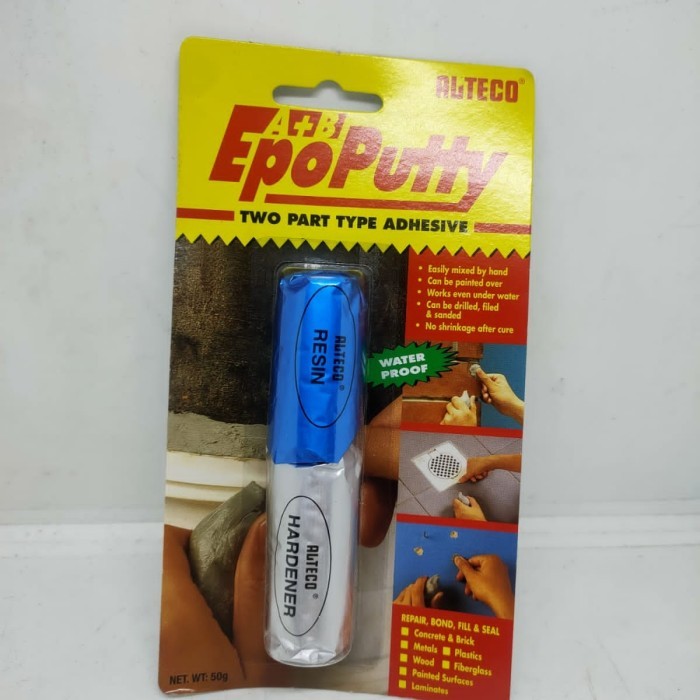 ALTECO®
A+B
EpoPutty
TWO PART TYPE ADHESIVE
• Easily mixed by hand
• Can be painted over
• Works even under water
• Can be drilled, filed
& sanded
• No shrinkage after cure
WATER
PROOF
ALTECO®
RESIN
ALTECO®
HARDENER
REPAIR, BOND, FILL & SEAL
Concrete & Brick
Metals Plastics
Wood Fiberglass
Painted Surfaces
Laminates
NET. WT: 50g